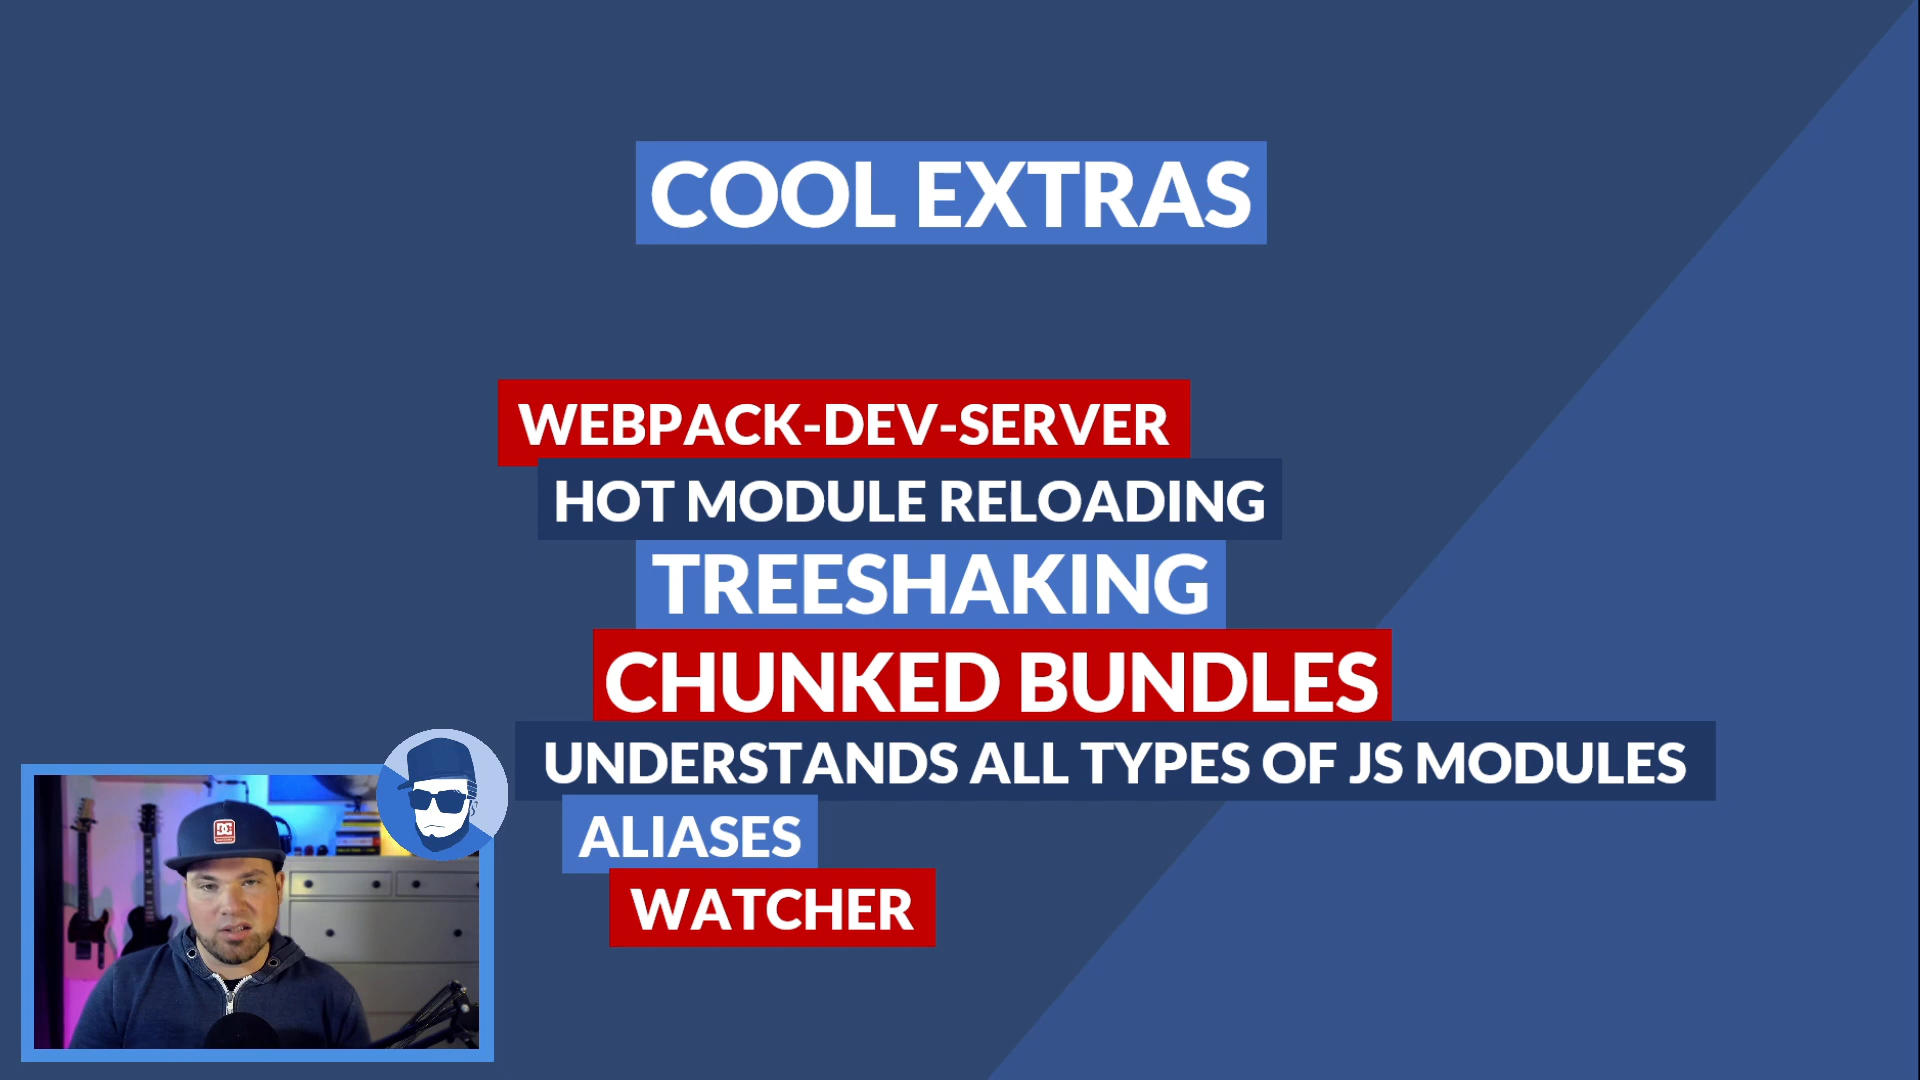 COOL EXTRAS
WEBPACK-DEV-SERVER
HOT MODULE RELOADING
TREESHAKING
CHUNKED BUNDLES
UNDERSTANDS ALL TYPES OF JS MODULES
ALIASES
WATCHER